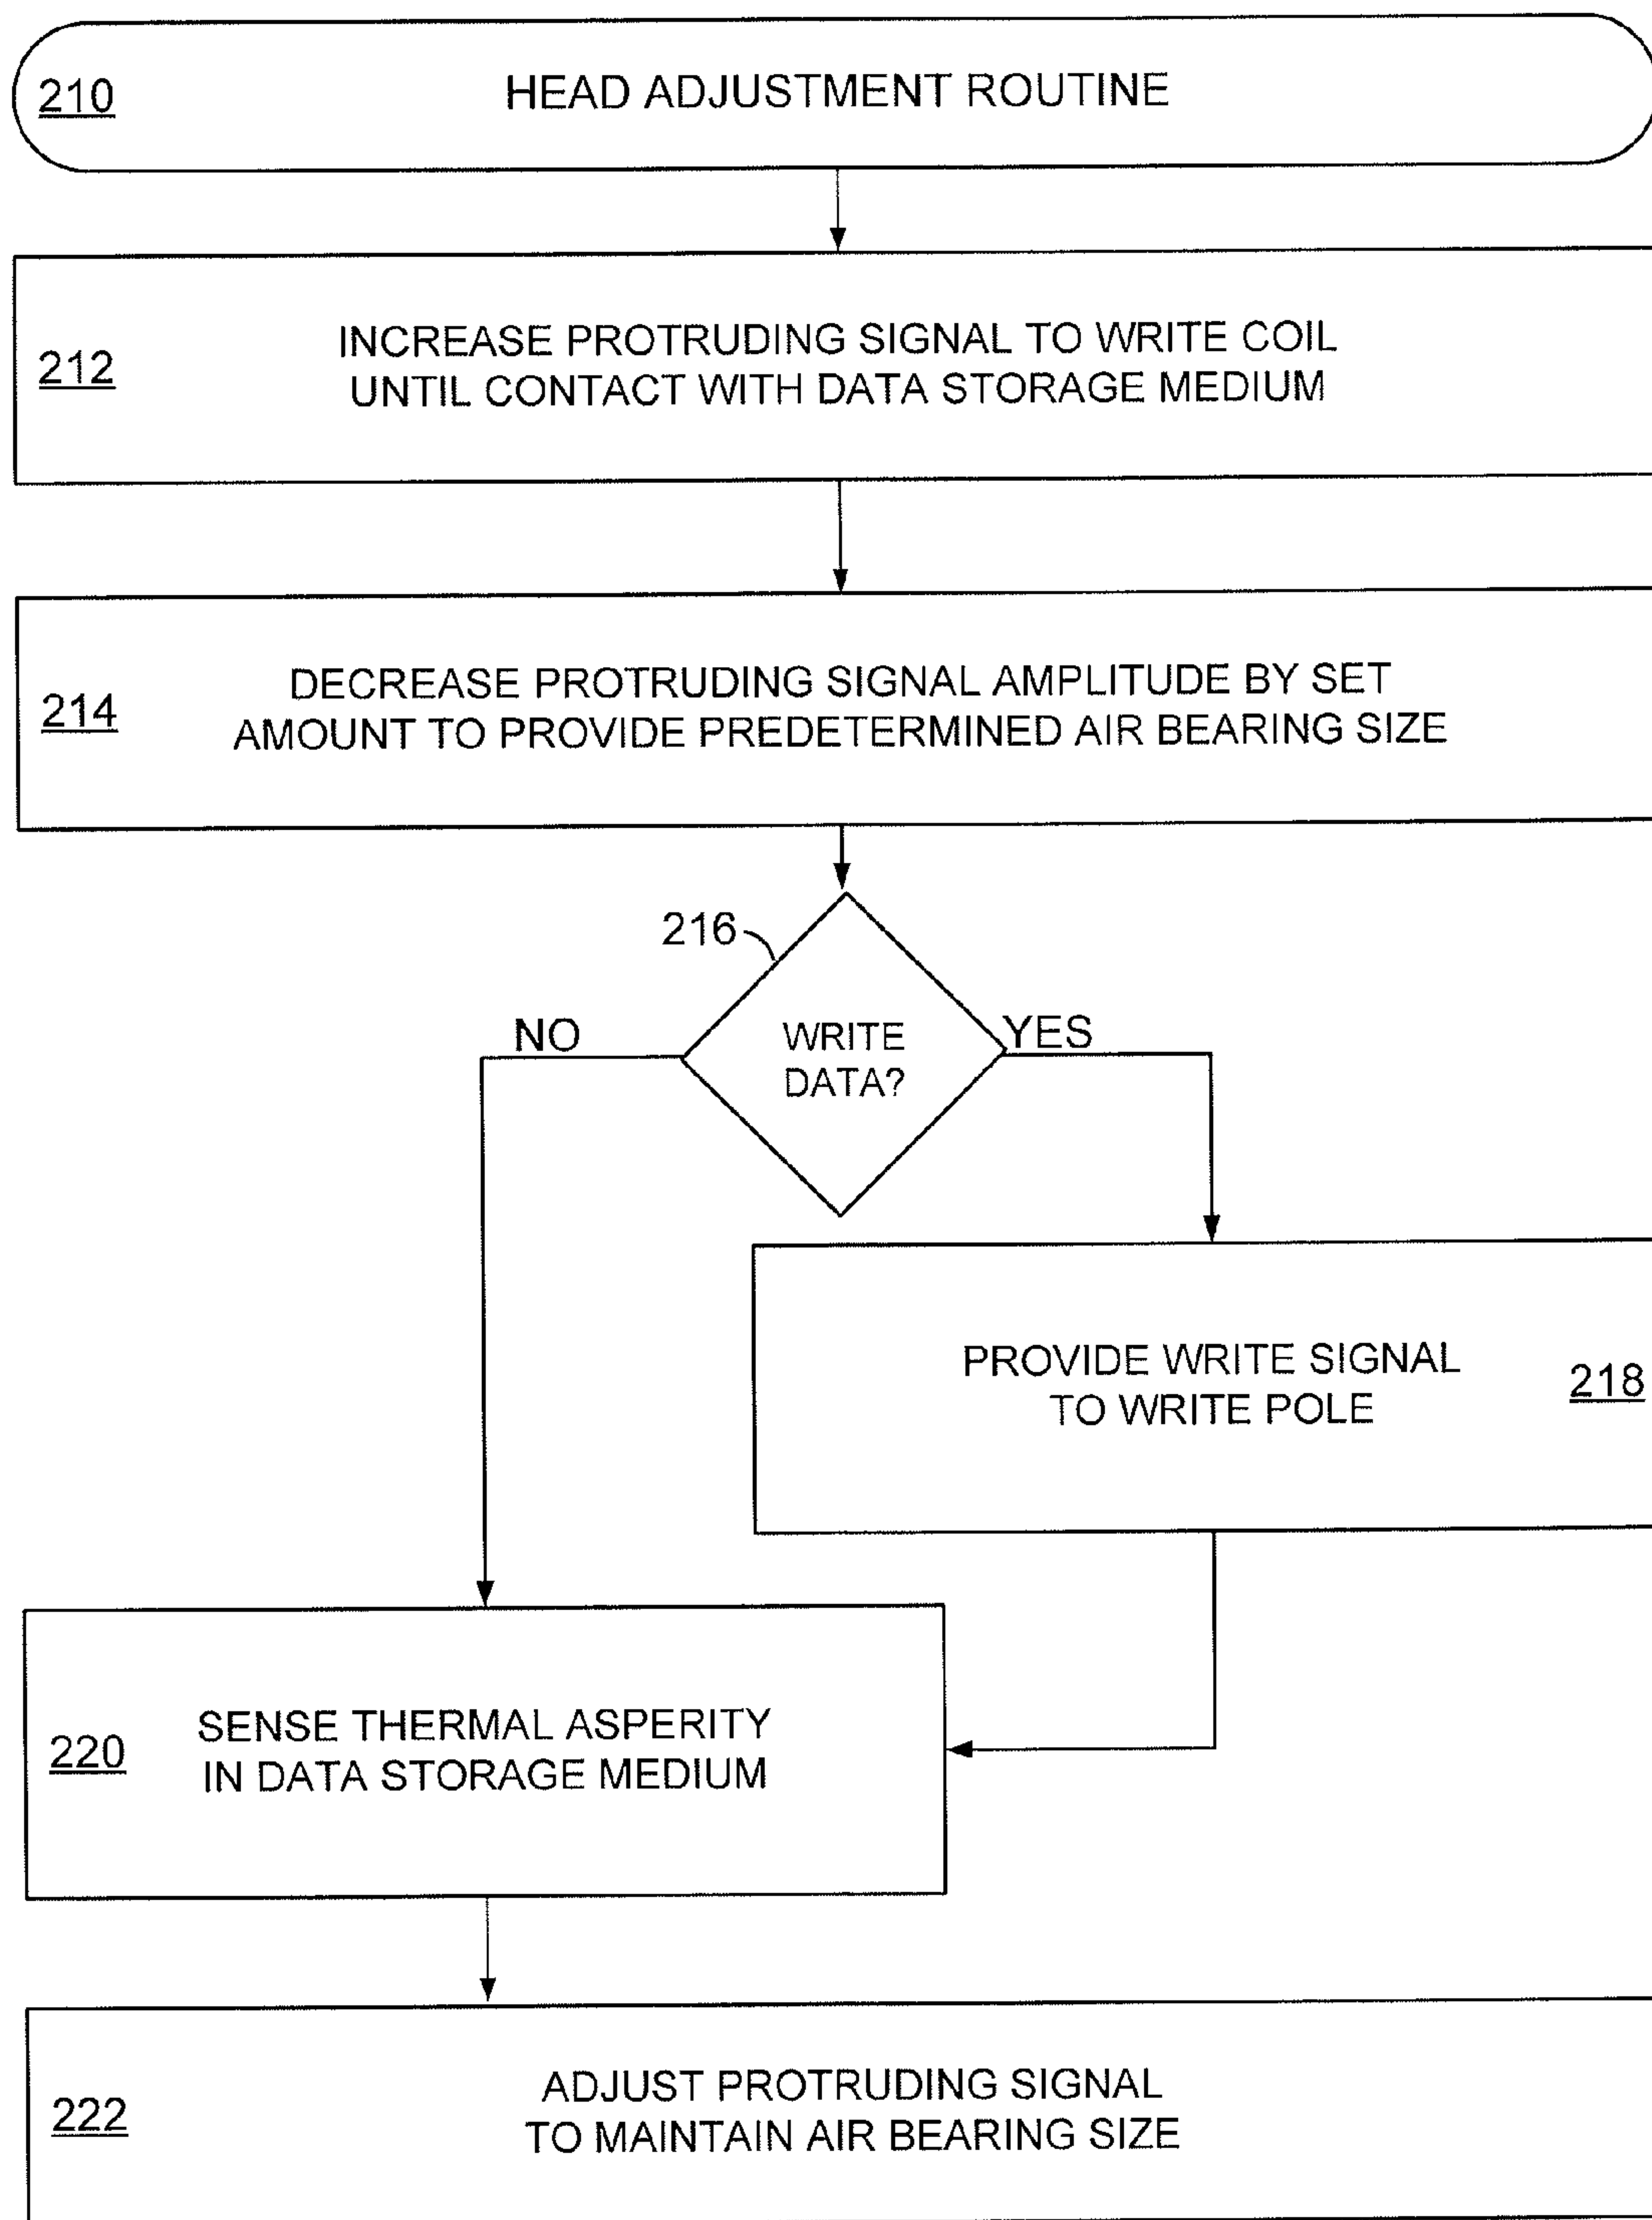 210
HEAD ADJUSTMENT ROUTINE
212
INCREASE PROTRUDING SIGNAL TO WRITE COIL
UNTIL CONTACT WITH DATA STORAGE MEDIUM
214
DECREASE PROTRUDING SIGNAL AMPLITUDE BY SET
AMOUNT TO PROVIDE PREDETERMINED AIR BEARING SIZE
216
NO
WRITE
DATA?
YES
PROVIDE WRITE SIGNAL
TO WRITE POLE
218
220
SENSE THERMAL ASPERITY
IN DATA STORAGE MEDIUM
222
ADJUST PROTRUDING SIGNAL
TO MAINTAIN AIR BEARING SIZE